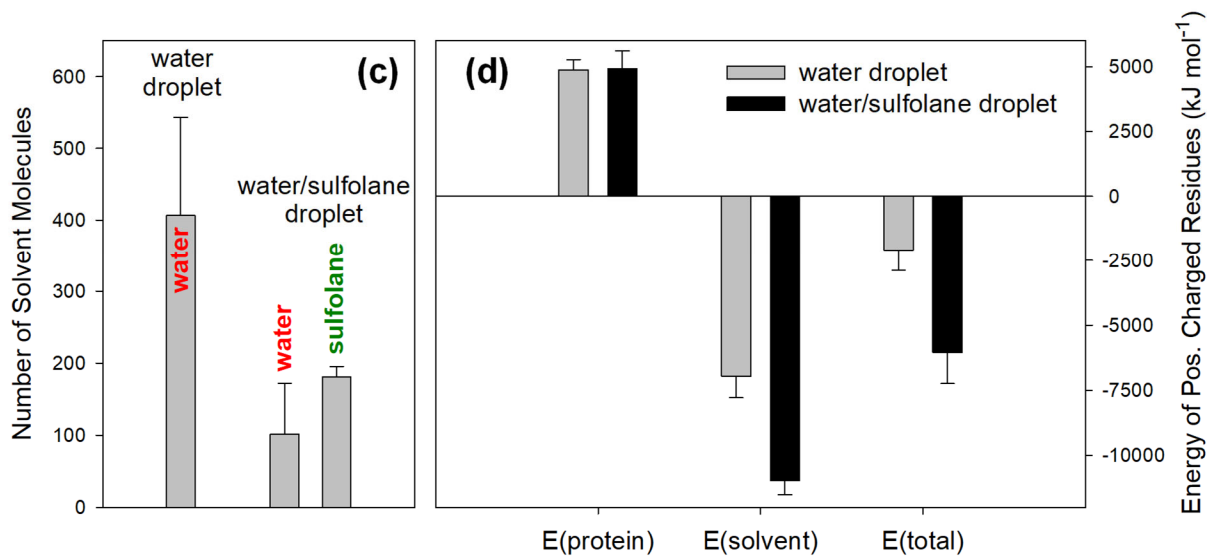 Number of Solvent Molecules
600
500
400
300
200
100
0
water
droplet
(c)
water
water/sulfolane
droplet
water
sulfolane
(d)
water droplet
water/sulfolane droplet
5000
2500
0
-2500
-5000
-7500
-10000
Energy of Pos. Charged Residues (kJ mol⁻¹)
E(protein)
E(solvent)
E(total)